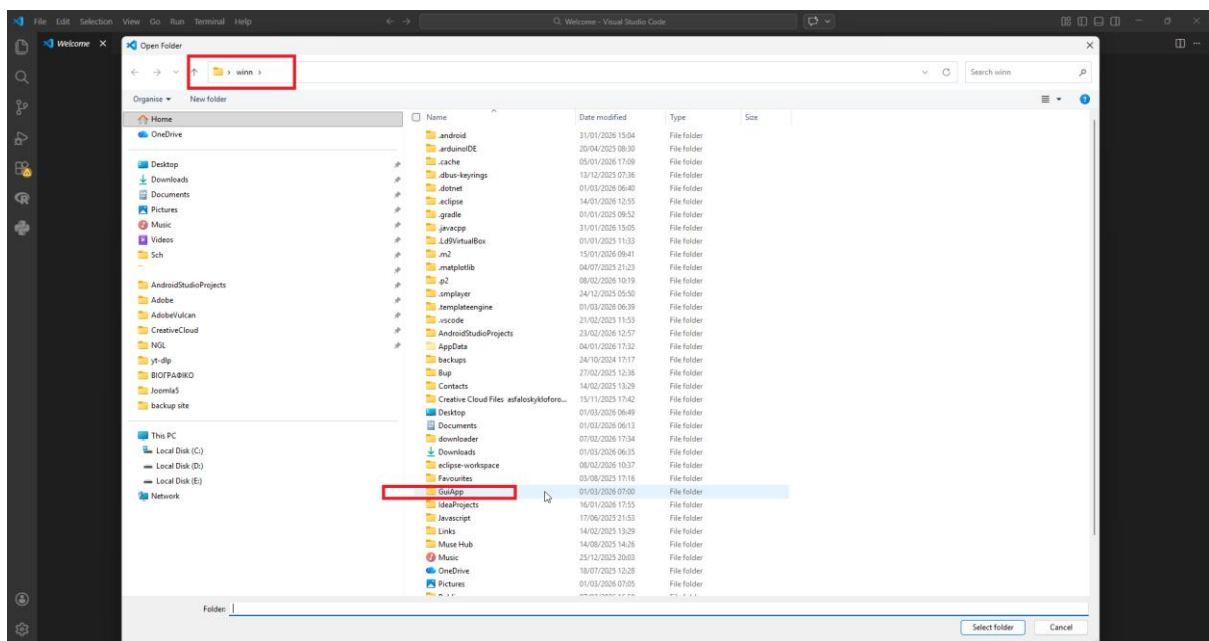 File Edit Selection View Go Run Terminal Help
Welcome - Visual Studio Code
Welcome
Open Folder
winn
Search winn
Organise
New folder
Home
OneDrive
Desktop
Downloads
Documents
Pictures
Music
Videos
Sch
AndroidStudioProjects
Adobe
AdobeVulcan
CreativeCloud
NGL
yt-dlp
ΒΙΟΓΡΑΦΙΚΟ
Joomla5
backup site
This PC
Local Disk (C:)
Local Disk (D:)
Local Disk (E:)
Network
Name Date modified Type Size
.android 31/01/2026 15:04 File folder
.arduinoIDE 20/04/2025 08:30 File folder
.cache 05/01/2026 17:09 File folder
.dbus-keyrings 13/12/2025 07:36 File folder
.dotnet 01/03/2026 06:40 File folder
.eclipse 14/01/2026 12:55 File folder
.gradle 01/01/2025 09:52 File folder
.javacpp 31/01/2026 15:05 File folder
.Ld9VirtualBox 01/01/2025 11:33 File folder
.m2 15/01/2026 09:41 File folder
.matplotlib 04/07/2025 21:23 File folder
.p2 08/02/2026 10:19 File folder
.smplayer 24/12/2025 05:50 File folder
.templateengine 01/03/2026 06:39 File folder
.vscode 21/02/2025 11:53 File folder
AndroidStudioProjects 23/02/2026 12:57 File folder
AppData 04/01/2026 17:32 File folder
backups 24/10/2024 17:17 File folder
Bup 27/02/2025 12:36 File folder
Contacts 14/02/2025 13:29 File folder
Creative Cloud Files asfaloskykloforo... 15/11/2025 17:42 File folder
Desktop 01/03/2026 06:49 File folder
Documents 01/03/2026 06:13 File folder
downloader 07/02/2026 17:34 File folder
Downloads 01/03/2026 06:35 File folder
eclipse-workspace 08/02/2026 10:37 File folder
Favourites 03/08/2025 17:16 File folder
GuiApp 01/03/2026 07:00 File folder
IdeaProjects 16/01/2026 17:55 File folder
Javascript 17/06/2025 21:53 File folder
Links 14/02/2025 13:29 File folder
Muse Hub 14/08/2025 14:26 File folder
Music 25/12/2025 20:03 File folder
OneDrive 18/07/2025 12:28 File folder
Pictures 01/03/2026 07:05 File folder
Folder:
Select folder
Cancel